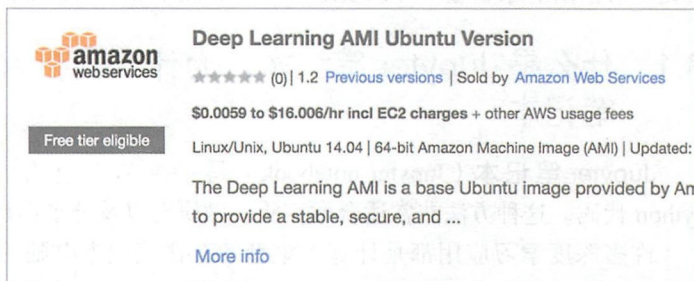 Deep Learning AMI Ubuntu Version
amazon
webservices
(0) | 1.2 Previous versions | Sold by Amazon Web Services
$0.0059 to $16.006/hr incl EC2 charges + other AWS usage fees
Free tier eligible
Linux/Unix, Ubuntu 14.04 | 64-bit Amazon Machine Image (AMI) | Updated:
The Deep Learning AMI is a base Ubuntu image provided by Am
to provide a stable, secure, and ...
More info